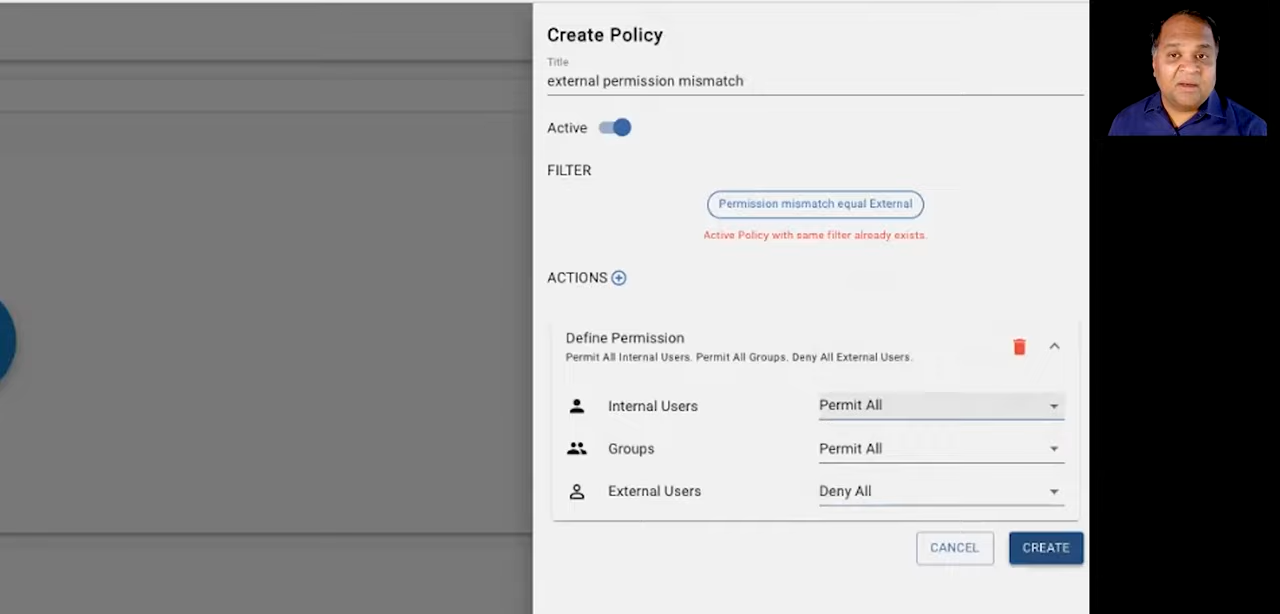 Create Policy
Title
external permission mismatch
Active
FILTER
Permission mismatch equal External
Active Policy with same filter already exists.
ACTIONS
Define Permission
Permit All Internal Users. Permit All Groups. Deny All External Users.
Internal Users Permit All
Groups Permit All
External Users Deny All
CANCEL CREATE